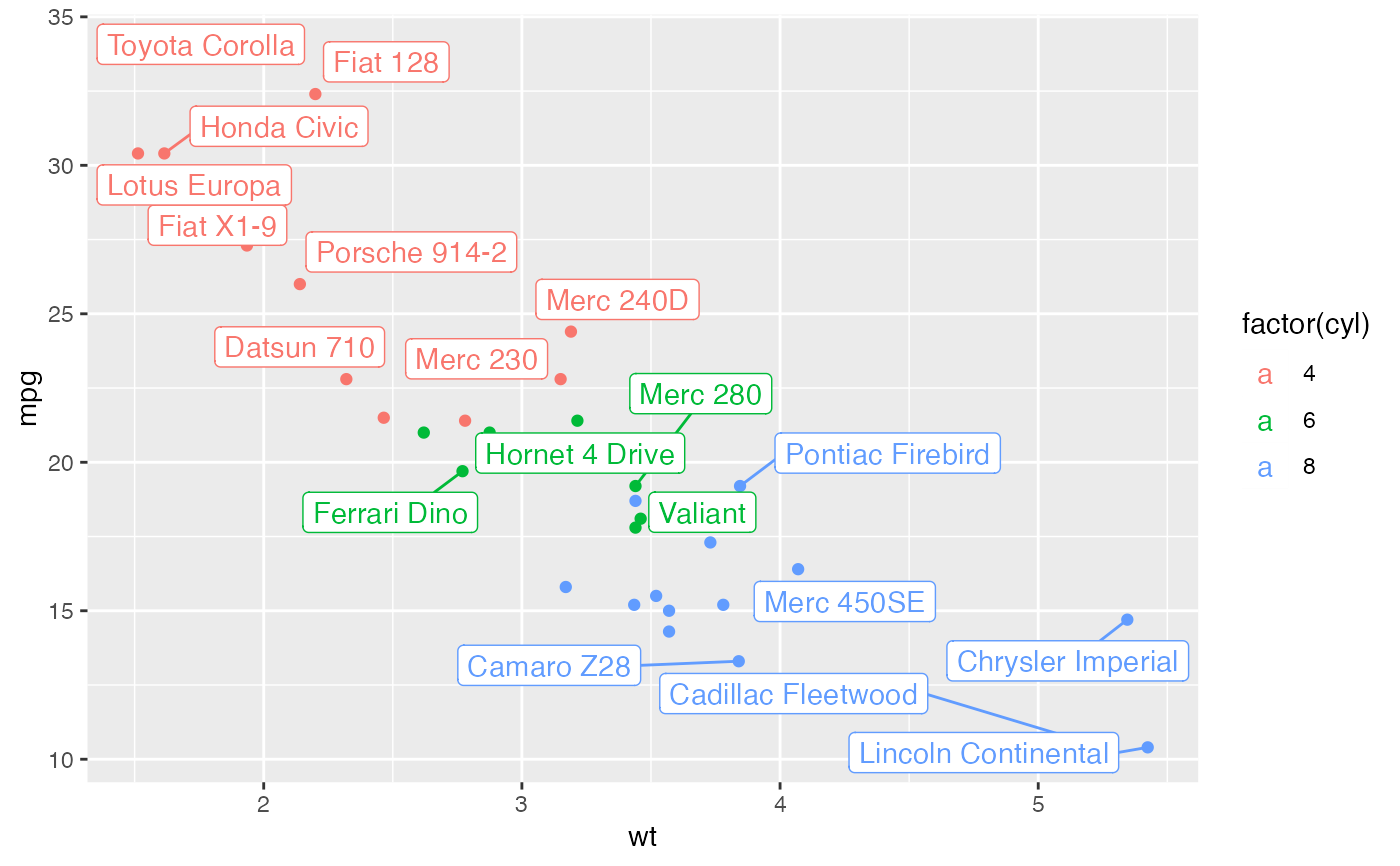 35
Toyota Corolla
Fiat 128
Honda Civic
30
Lotus Europa
Fiat X1-9
Porsche 914-2
Merc 240D
25
Datsun 710
Merc 230
Merc 280
Hornet 4 Drive
Pontiac Firebird
20
Ferrari Dino
Valiant
15
Merc 450SE
Camaro Z28
Chrysler Imperial
Cadillac Fleetwood
Lincoln Continental
10
2 3 4 5
wt
mpg
factor(cyl)
a 4
a 6
a 8